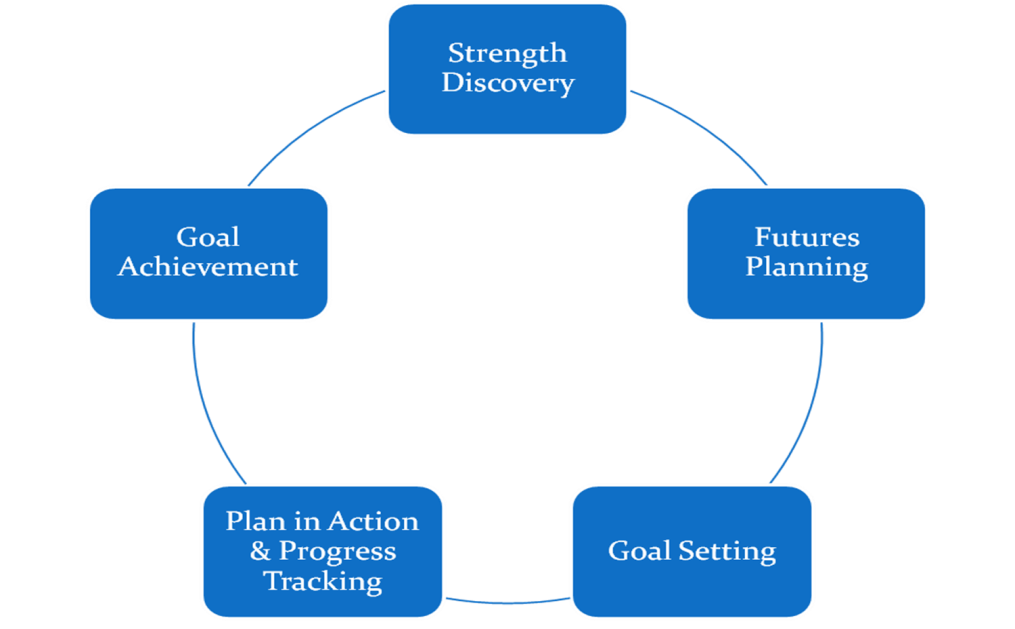 Strength
Discovery
Futures
Planning
Goal Setting
Plan in Action
& Progress
Tracking
Goal
Achievement